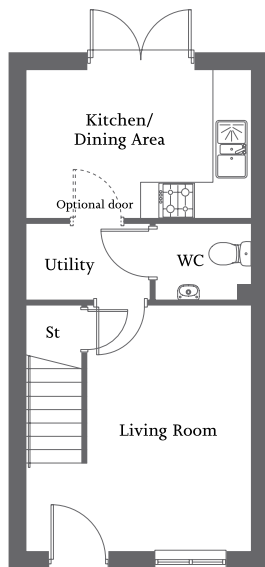 Kitchen/
Dining Area
Optional door
Utility
WC
St
Living Room